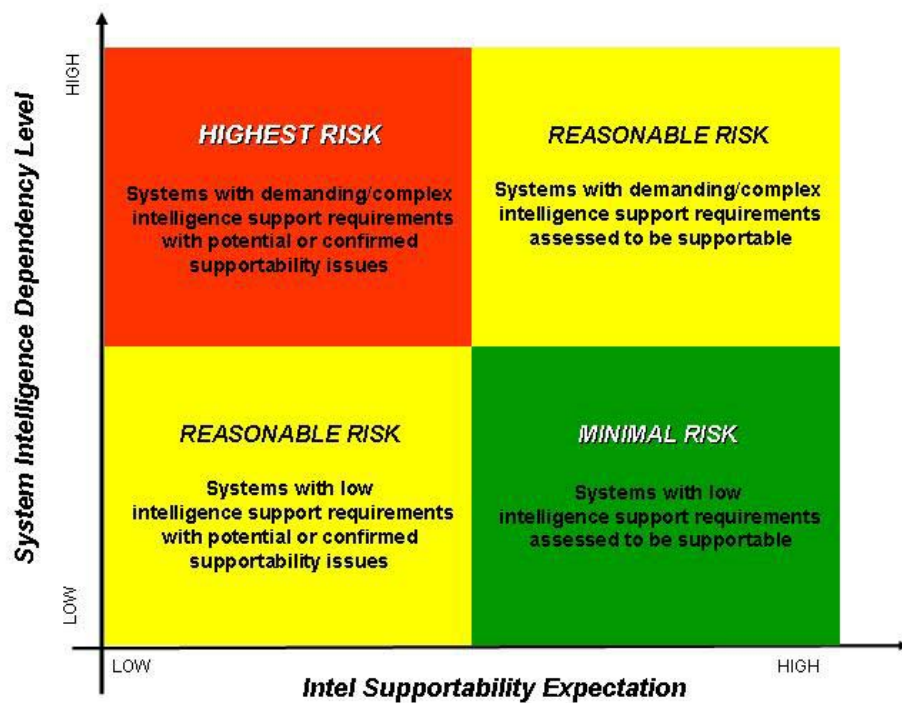 System Intelligence Dependency Level
HIGH
HIGHEST RISK
Systems with demanding/complex
intelligence support requirements
with potential or confirmed
supportability issues
REASONABLE RISK
Systems with demanding/complex
intelligence support requirements
assessed to be supportable
REASONABLE RISK
Systems with low
intelligence support requirements
with potential or confirmed
supportability issues
MINIMAL RISK
Systems with low
intelligence support requirements
assessed to be supportable
LOW
LOW
HIGH
Intel Supportability Expectation